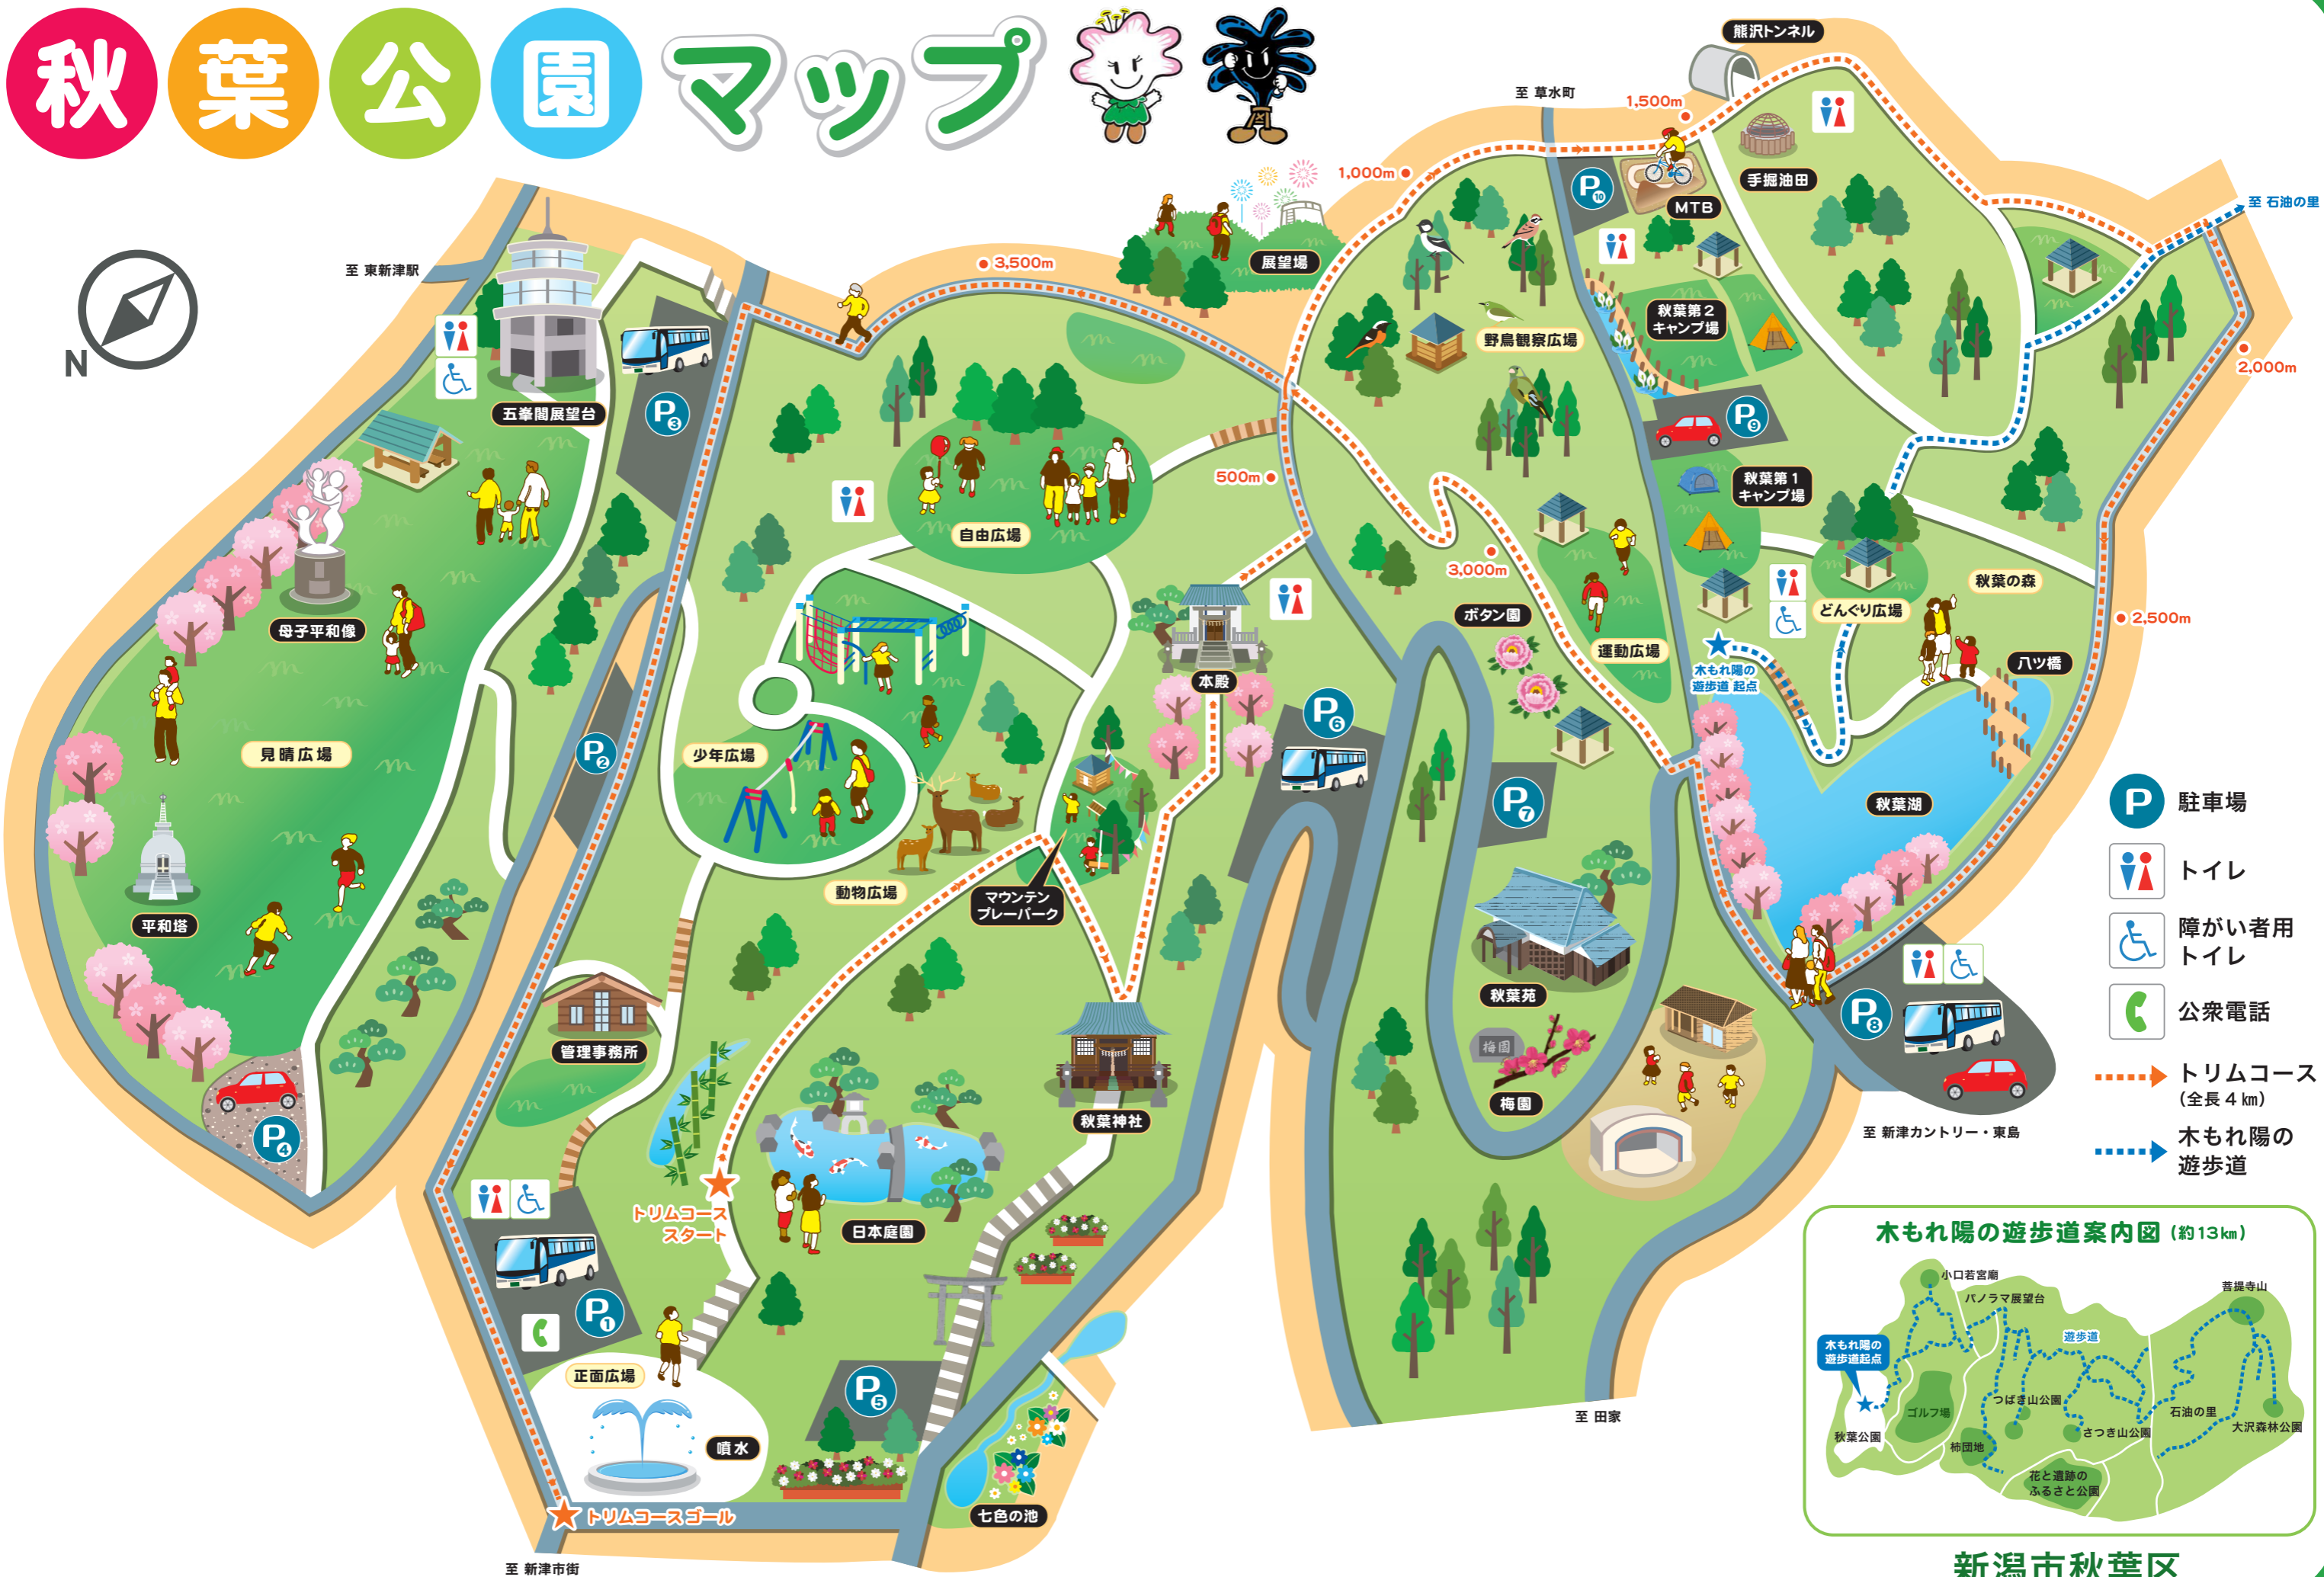 秋葉公園マップ
熊沢トンネル
至 草水町
1,500m
1,000m
手掘油田
MTB
P10
至 石油の里
至 東新津駅
N
3,500m
展望場
野鳥観察広場
秋葉第2
キャンプ場
2,000m
五峯閣展望台
P3
P9
500m
秋葉第1
キャンプ場
自由広場
3,000m
秋葉の森
どんぐり広場
ボタン園
2,500m
母子平和像
運動広場
八ツ橋
木もれ陽の
遊歩道 起点
本殿
P6
見晴広場
P2
少年広場
P7
秋葉湖
動物広場
マウンテン
プレーパーク
平和塔
秋葉苑
P8
管理事務所
梅園
梅園
秋葉神社
P4
至 新津カントリー・東島
トリムコース
スタート
日本庭園
P1
正面広場
P5
至 田家
噴水
トリムコースゴール
七色の池
至 新津市街
P 駐車場
トイレ
障がい者用
トイレ
公衆電話
トリムコース
(全長 4 km)
木もれ陽の
遊歩道
木もれ陽の遊歩道案内図 (約13km)
小口若宮廟
菩提寺山
パノラマ展望台
遊歩道
木もれ陽の
遊歩道起点
つばき山公園
ゴルフ場
石油の里
大沢森林公園
さつき山公園
秋葉公園
柿団地
花と遺跡の
ふるさと公園
新潟市秋葉区